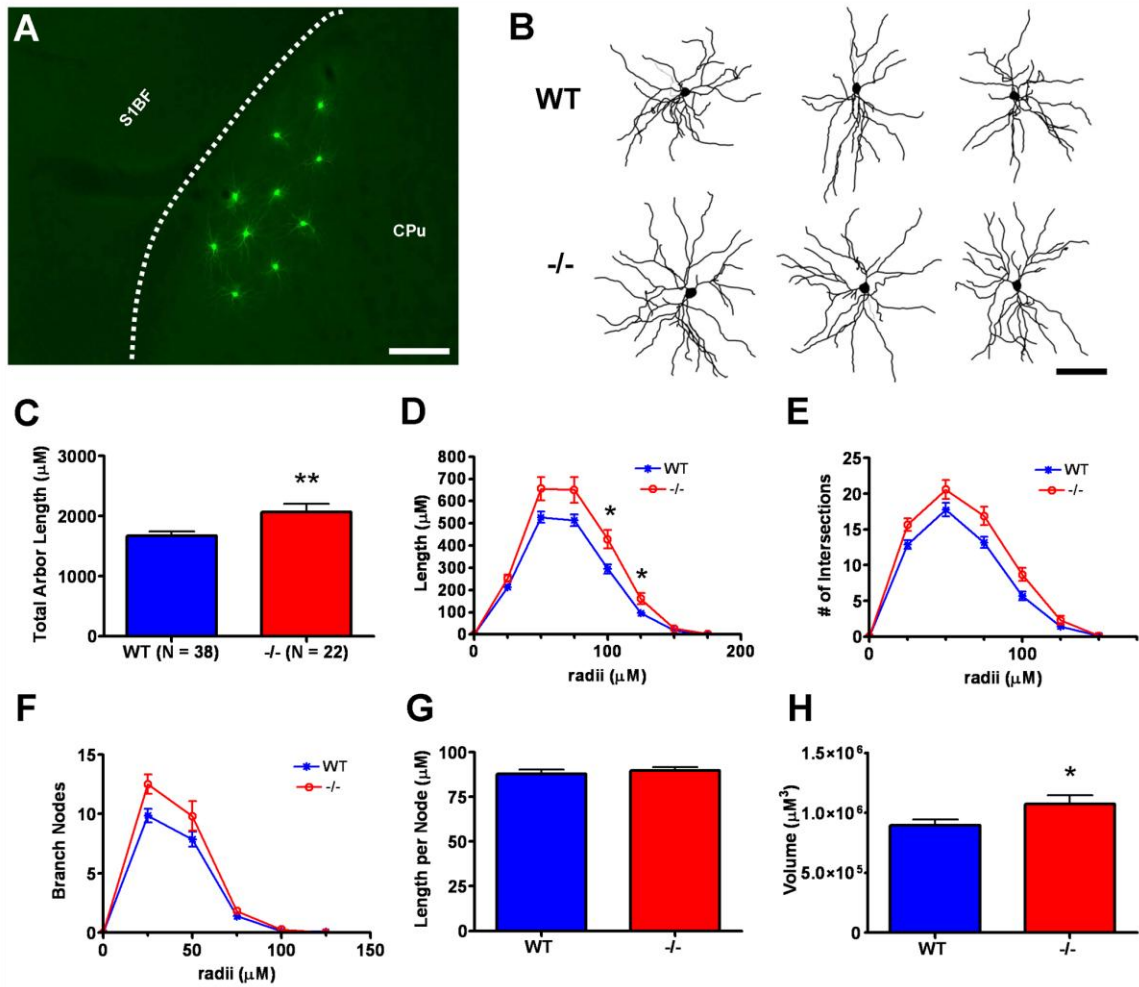 A
S1BF
CPu
B
WT
-/-
C
Total Arbor Length (µM)
3000
2000
1000
0
**
WT (N = 38)
-/- (N = 22)
D
Length (µM)
800
700
600
500
400
300
200
100
0
WT
-/-
*
*
0
100
200
radii (µM)
E
# of Intersections
25
20
15
10
5
0
WT
-/-
0
100
radii (µM)
F
Branch Nodes
15
10
5
0
WT
-/-
0
50
100
150
radii (µM)
G
Length per Node (µM)
100
75
50
25
0
WT
-/-
H
Volume (µM³)
1.5×10⁶
1.0×10⁶
5.0×10⁵
0
*
WT
-/-